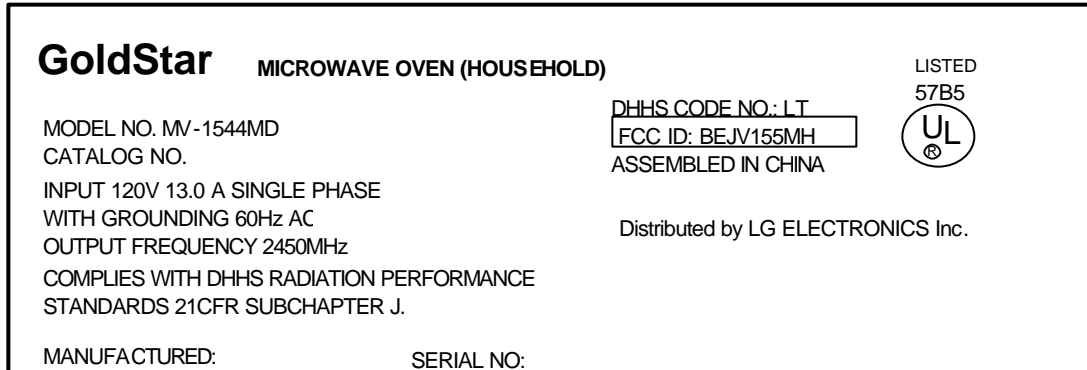 GoldStar MICROWAVE OVEN (HOUSEHOLD)
MODEL NO. MV-1544MD
CATALOG NO.
INPUT 120V 13.0 A SINGLE PHASE
WITH GROUNDING 60Hz AC
OUTPUT FREQUENCY 2450MHz
COMPLIES WITH DHHS RADIATION PERFORMANCE
STANDARDS 21CFR SUBCHAPTER J.
MANUFACTURED: SERIAL NO:
DHHS CODE NO.: LT
FCC ID: BEJV155MH
ASSEMBLED IN CHINA
Distributed by LG ELECTRONICS Inc.
LISTED
57B5
UL
®